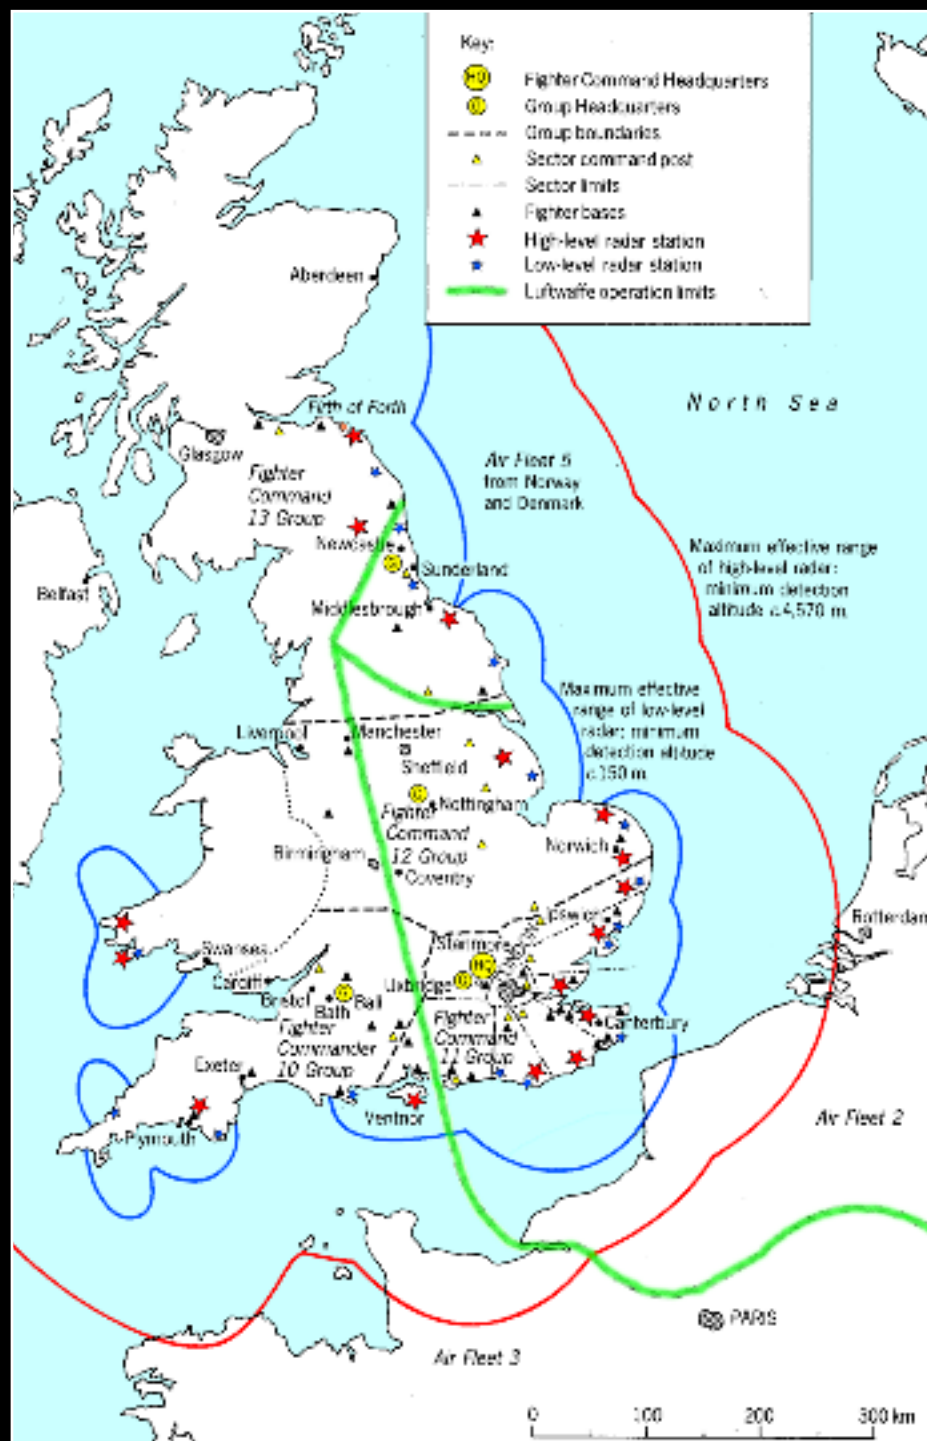 Key:
HQ Fighter Command Headquarters
G Group Headquarters
Group boundaries
Sector command post
Sector limits
Fighter bases
High-level radar station
Low-level radar station
Luftwaffe operation limits
Aberdeen
North Sea
Firth of Forth
Glasgow
Air Fleet 5
from Norway
and Denmark
Fighter
Command
13 Group
Newcastle
G
Sunderland
Belfast
Middlesbrough
Maximum effective range
of high-level radar:
minimum detection
altitude c.4,570 m.
Maximum effective
range of low-level
radar: minimum
detection altitude
c.150 m.
Liverpool
Manchester
Sheffield
G
Nottingham
Fighter
Command
12 Group
Birmingham
Coventry
Norwich
Ipswich
Rotterdam
Swansea
Cardiff
Stanmore
HQ
Uxbridge
G
Bristol
Bath
G
Ball
Fighter
Commander
10 Group
Fighter
Command
11 Group
Canterbury
Exeter
Plymouth
Ventnor
Air Fleet 2
PARIS
Air Fleet 3
0 100 200 300 km